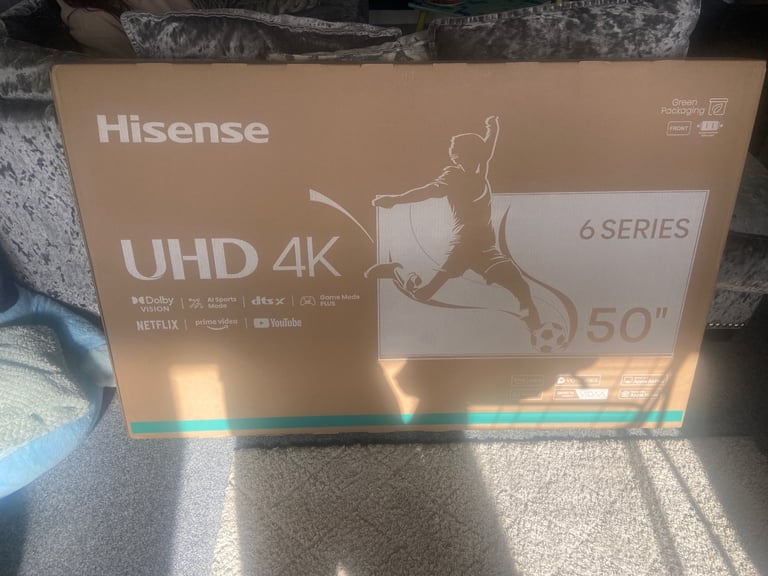 Hisense
Green
Packaging
FRONT
UHD 4K
6 SERIES
Dolby
VISION
AI Sports
Mode
dts X
Game Mode
PLUS
NETFLIX
prime video
YouTube
50"